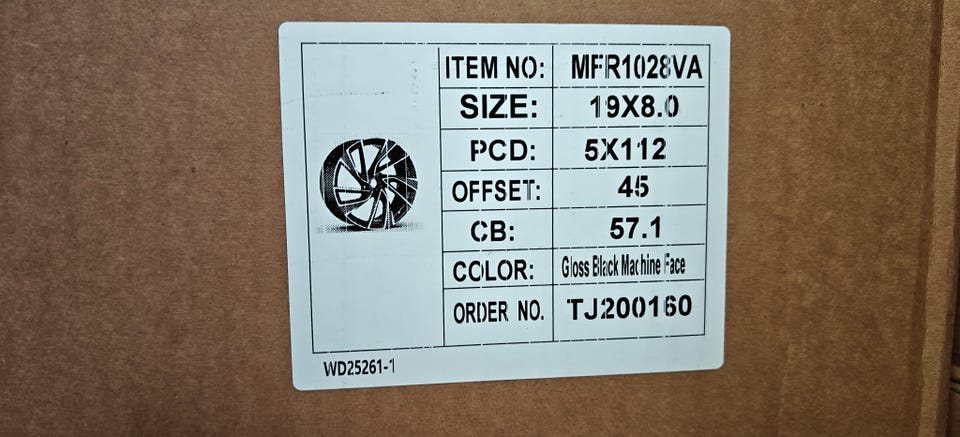 ITEM NO: MFR1028VA
SIZE: 19X8.0
PCD: 5X112
OFFSET: 45
CB: 57.1
COLOR: Gloss Black Machine Face
ORDER NO. TJ200160
WD25261-1